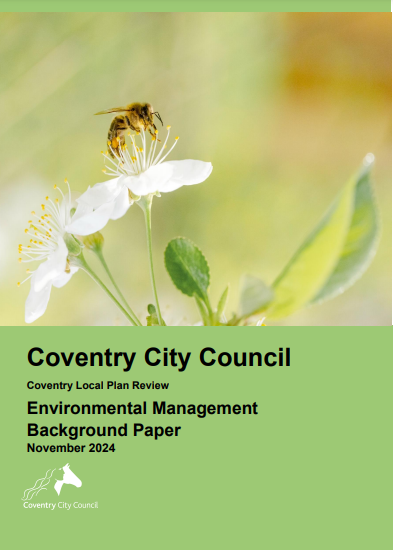 Coventry City Council
Coventry Local Plan Review
Environmental Management
Background Paper
November 2024
Coventry City Council